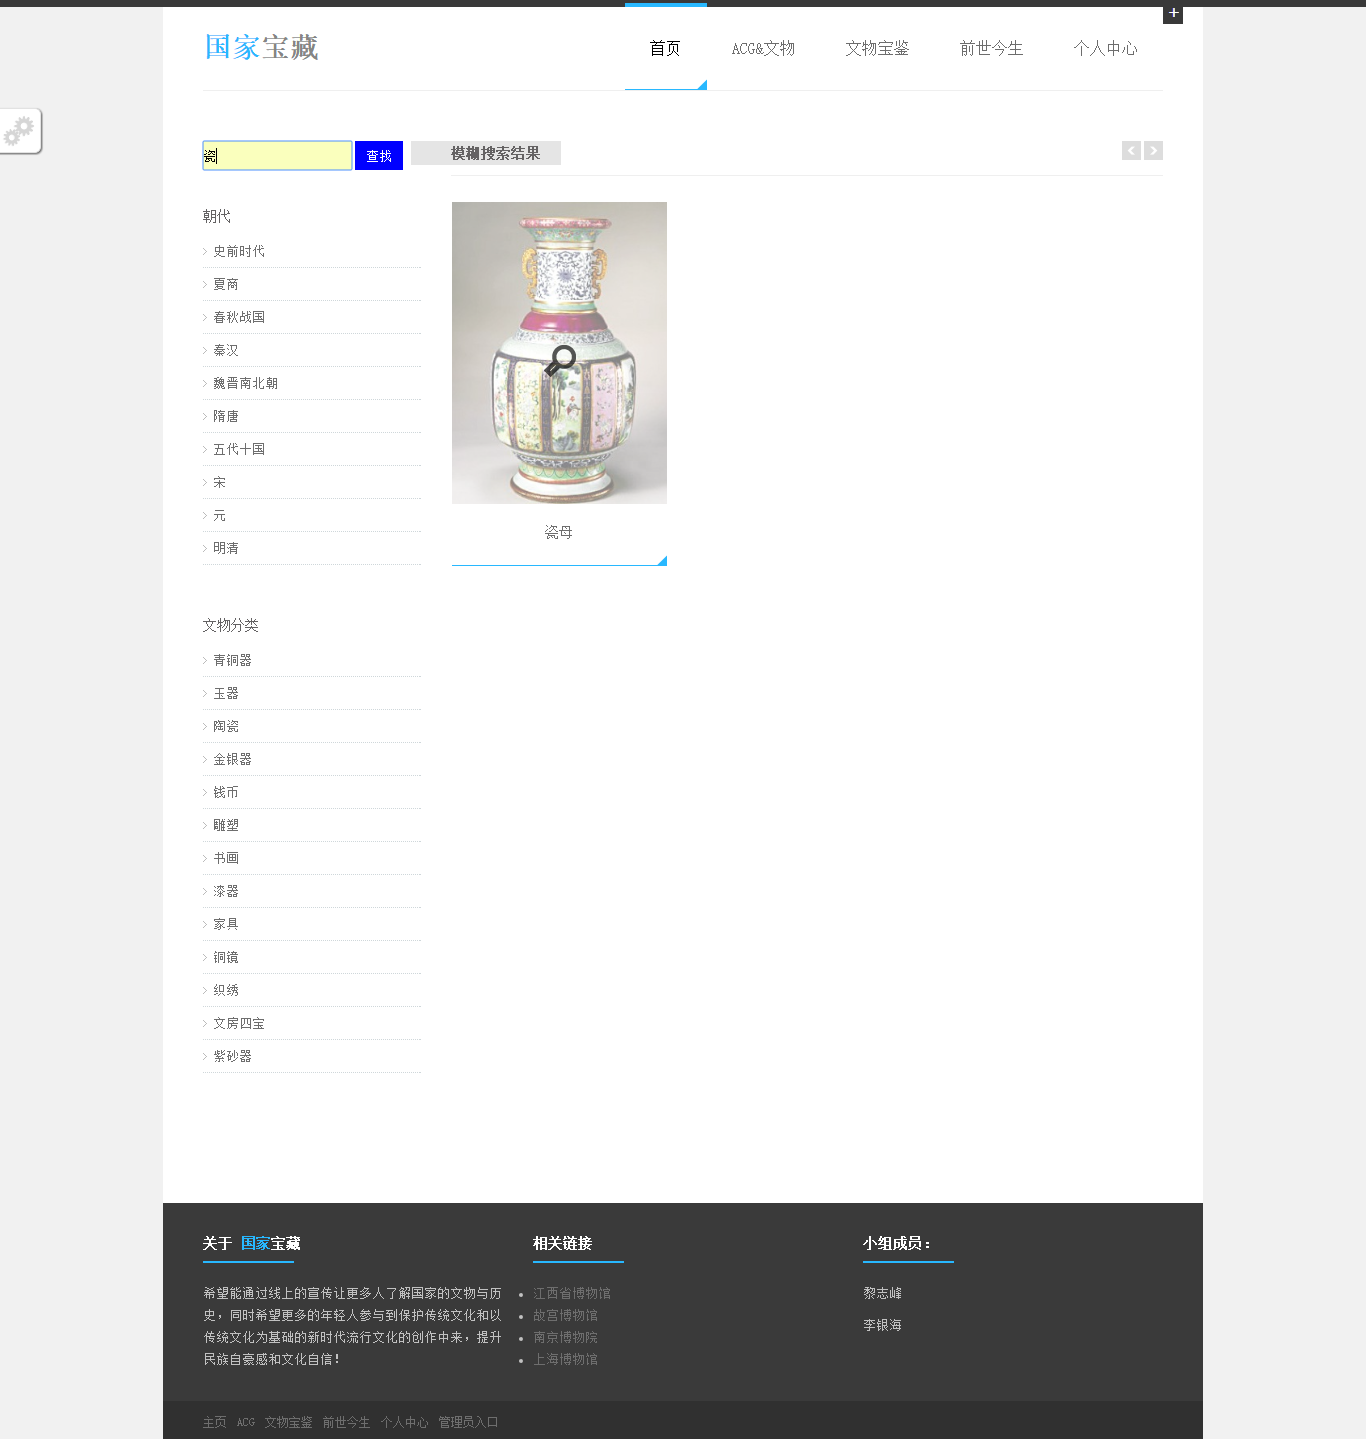 国家宝藏
首页 ACG&文物 文物宝鉴 前世今生 个人中心
+
瓷 查找 模糊搜索结果
朝代
史前时代
夏商
春秋战国
秦汉
魏晋南北朝
隋唐
五代十国
宋
元
明清
瓷母
文物分类
青铜器
玉器
陶瓷
金银器
钱币
雕塑
书画
漆器
家具
铜镜
织绣
文房四宝
紫砂器
关于 国家宝藏
希望能通过线上的宣传让更多人了解国家的文物与历
史，同时希望更多的年轻人参与到保护传统文化和以
传统文化为基础的新时代流行文化的创作中来，提升
民族自豪感和文化自信！
相关链接
江西省博物馆
故宫博物馆
南京博物院
上海博物馆
小组成员：
黎志峰
李银海
主页 ACG 文物宝鉴 前世今生 个人中心 管理员入口